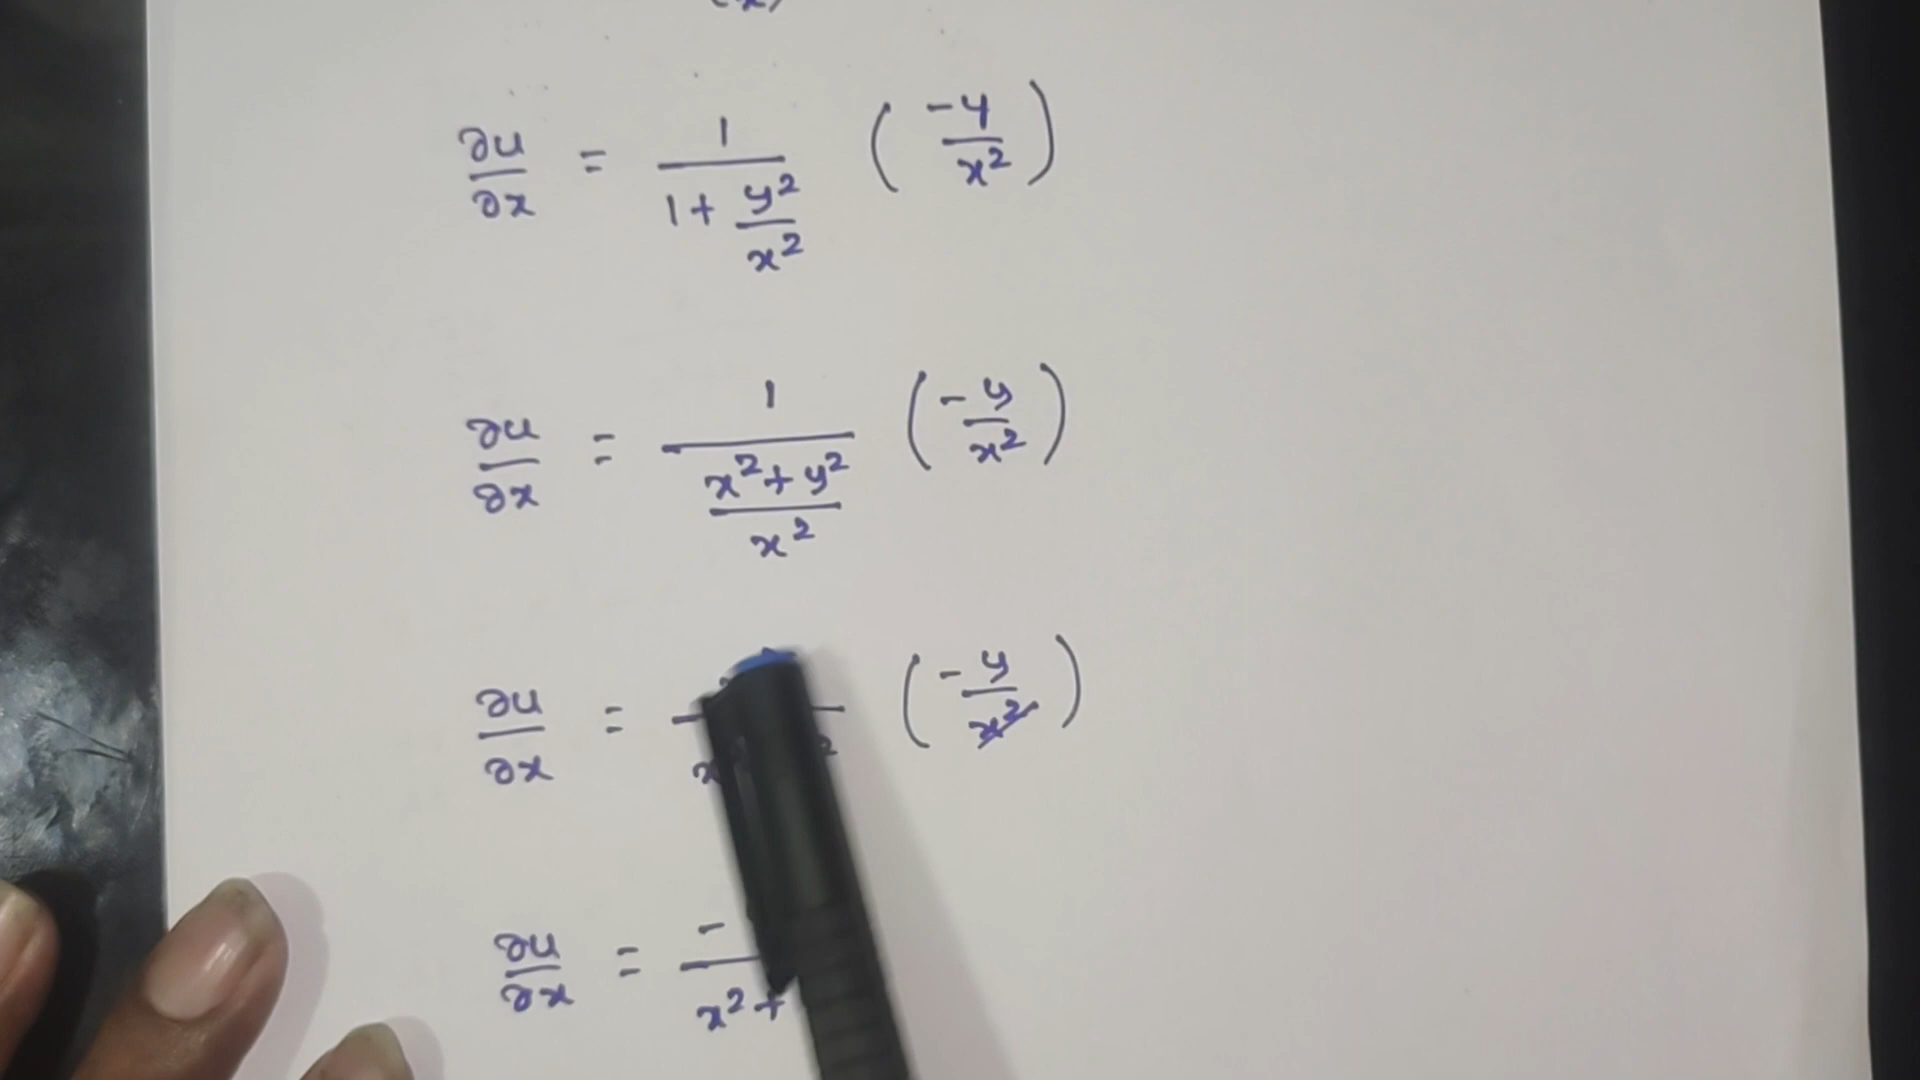 (x)
∂u/∂x = 1/(1 + y²/x²) (-y/x²)
∂u/∂x = 1/((x² + y²)/x²) (-y/x²)
∂u/∂x = (-y/x²)
∂u/∂x = - / x² +